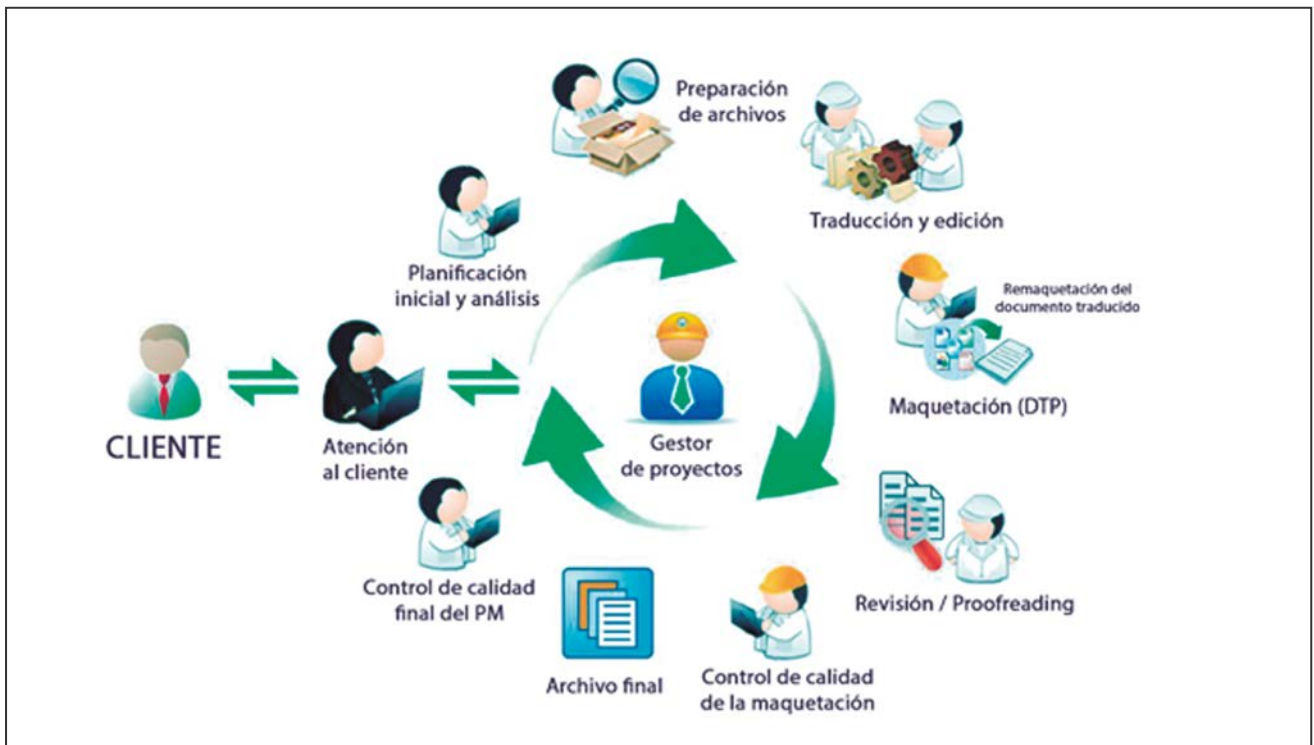 Preparación
de archivos
Traducción y edición
Remaquetación del
documento traducido
Maquetación (DTP)
Revisión / Proofreading
Control de calidad
de la maquetación
Archivo final
Control de calidad
final del PM
Planificación
inicial y análisis
CLIENTE
Atención
al cliente
Gestor
de proyectos